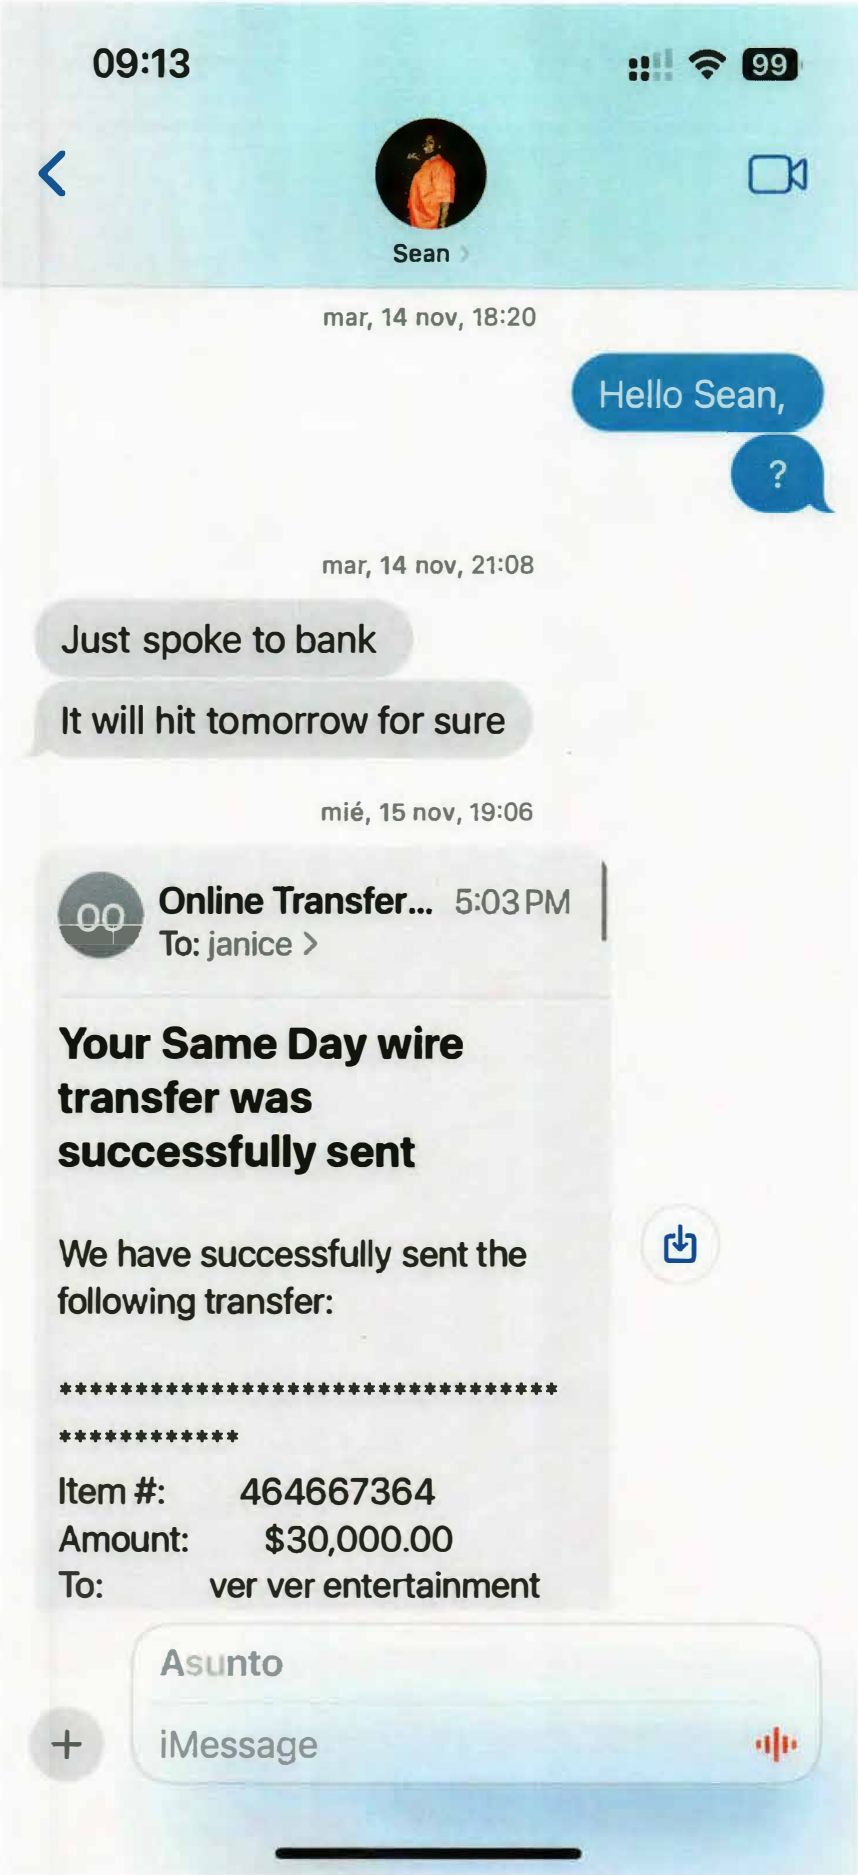 09:13
99
Sean
mar, 14 nov, 18:20
Hello Sean,
?
mar, 14 nov, 21:08
Just spoke to bank
It will hit tomorrow for sure
mié, 15 nov, 19:06
OO
Online Transfer... 5:03 PM
To: janice
Your Same Day wire
transfer was
successfully sent
We have successfully sent the
following transfer:
*********************************
************
Item #: 464667364
Amount: $30,000.00
To: ver ver entertainment
Asunto
iMessage